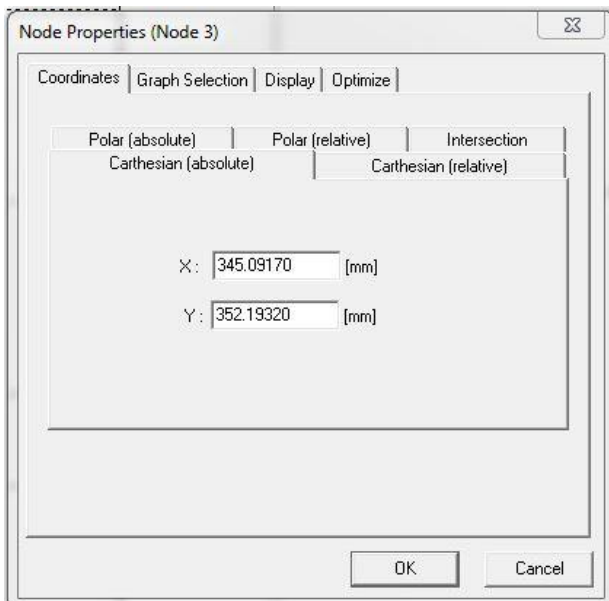 Node Properties (Node 3)
Coordinates Graph Selection Display Optimize
Polar (absolute) Polar (relative) Intersection
Carthesian (absolute) Carthesian (relative)
X : 345.09170 [mm]
Y : 352.19320 [mm]
OK Cancel